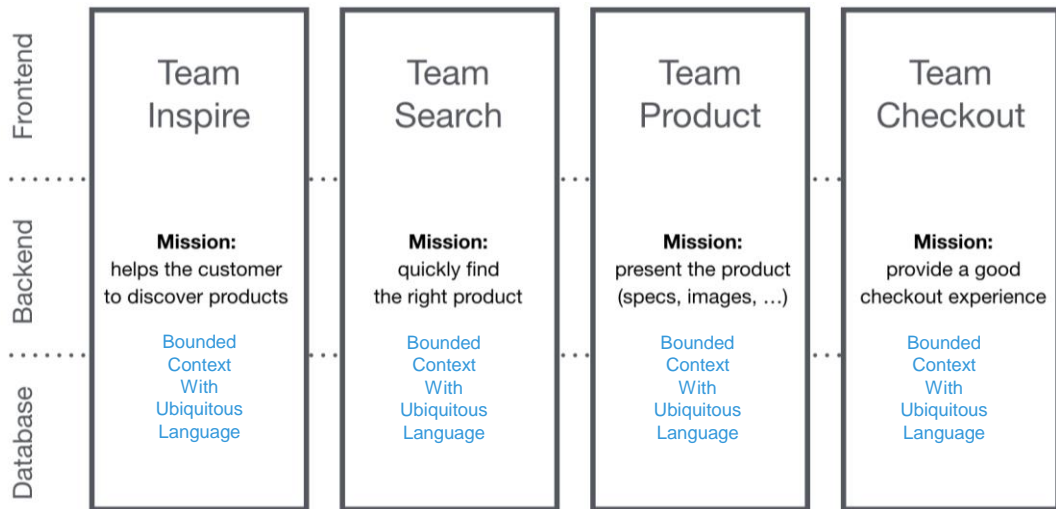 Frontend
Backend
Database
Team
Inspire
Mission:
helps the customer
to discover products
Bounded
Context
With
Ubiquitous
Language
Team
Search
Mission:
quickly find
the right product
Bounded
Context
With
Ubiquitous
Language
Team
Product
Mission:
present the product
(specs, images, …)
Bounded
Context
With
Ubiquitous
Language
Team
Checkout
Mission:
provide a good
checkout experience
Bounded
Context
With
Ubiquitous
Language